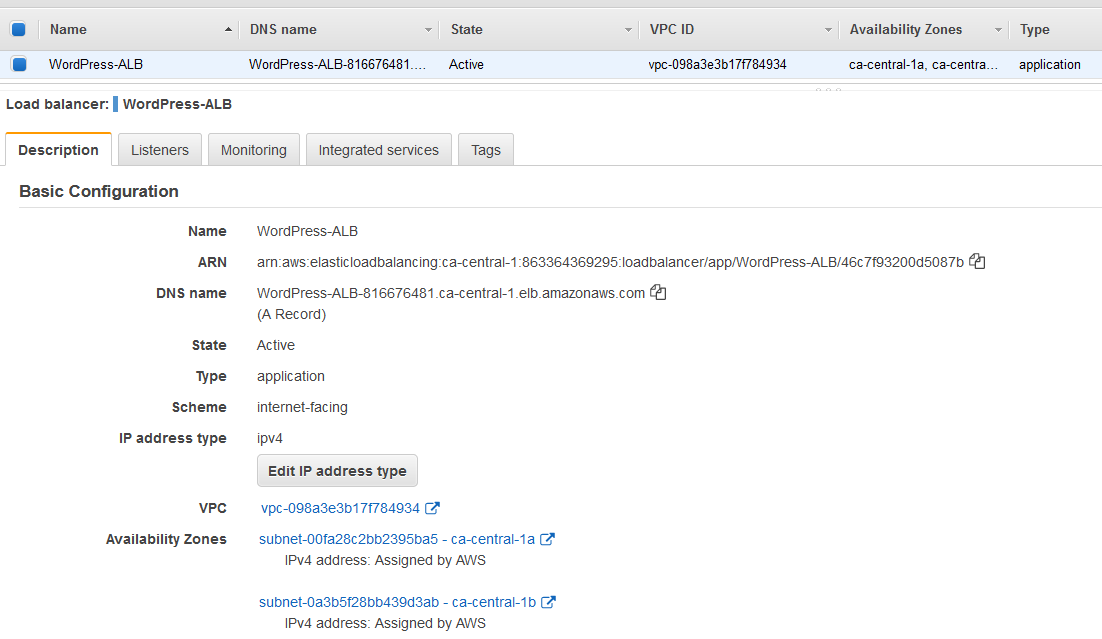 Name DNS name State VPC ID Availability Zones Type
WordPress-ALB WordPress-ALB-816676481.... Active vpc-098a3e3b17f784934 ca-central-1a, ca-centra... application
Load balancer: WordPress-ALB
Description Listeners Monitoring Integrated services Tags
Basic Configuration
Name WordPress-ALB
ARN arn:aws:elasticloadbalancing:ca-central-1:863364369295:loadbalancer/app/WordPress-ALB/46c7f93200d5087b
DNS name WordPress-ALB-816676481.ca-central-1.elb.amazonaws.com
(A Record)
State Active
Type application
Scheme internet-facing
IP address type ipv4
Edit IP address type
VPC vpc-098a3e3b17f784934
Availability Zones subnet-00fa28c2bb2395ba5 - ca-central-1a
IPv4 address: Assigned by AWS
subnet-0a3b5f28bb439d3ab - ca-central-1b
IPv4 address: Assigned by AWS